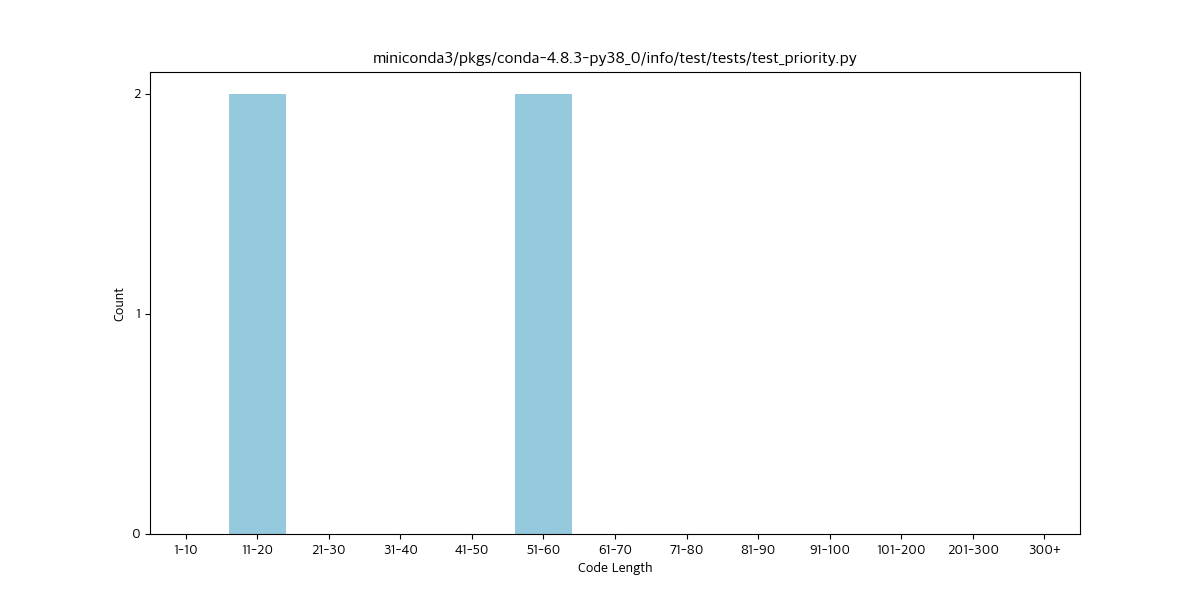 miniconda3/pkgs/conda-4.8.3-py38_0/info/test/tests/test_priority.py
2
1
0
Count
1-10 11-20 21-30 31-40 41-50 51-60 61-70 71-80 81-90 91-100 101-200 201-300 300+
Code Length